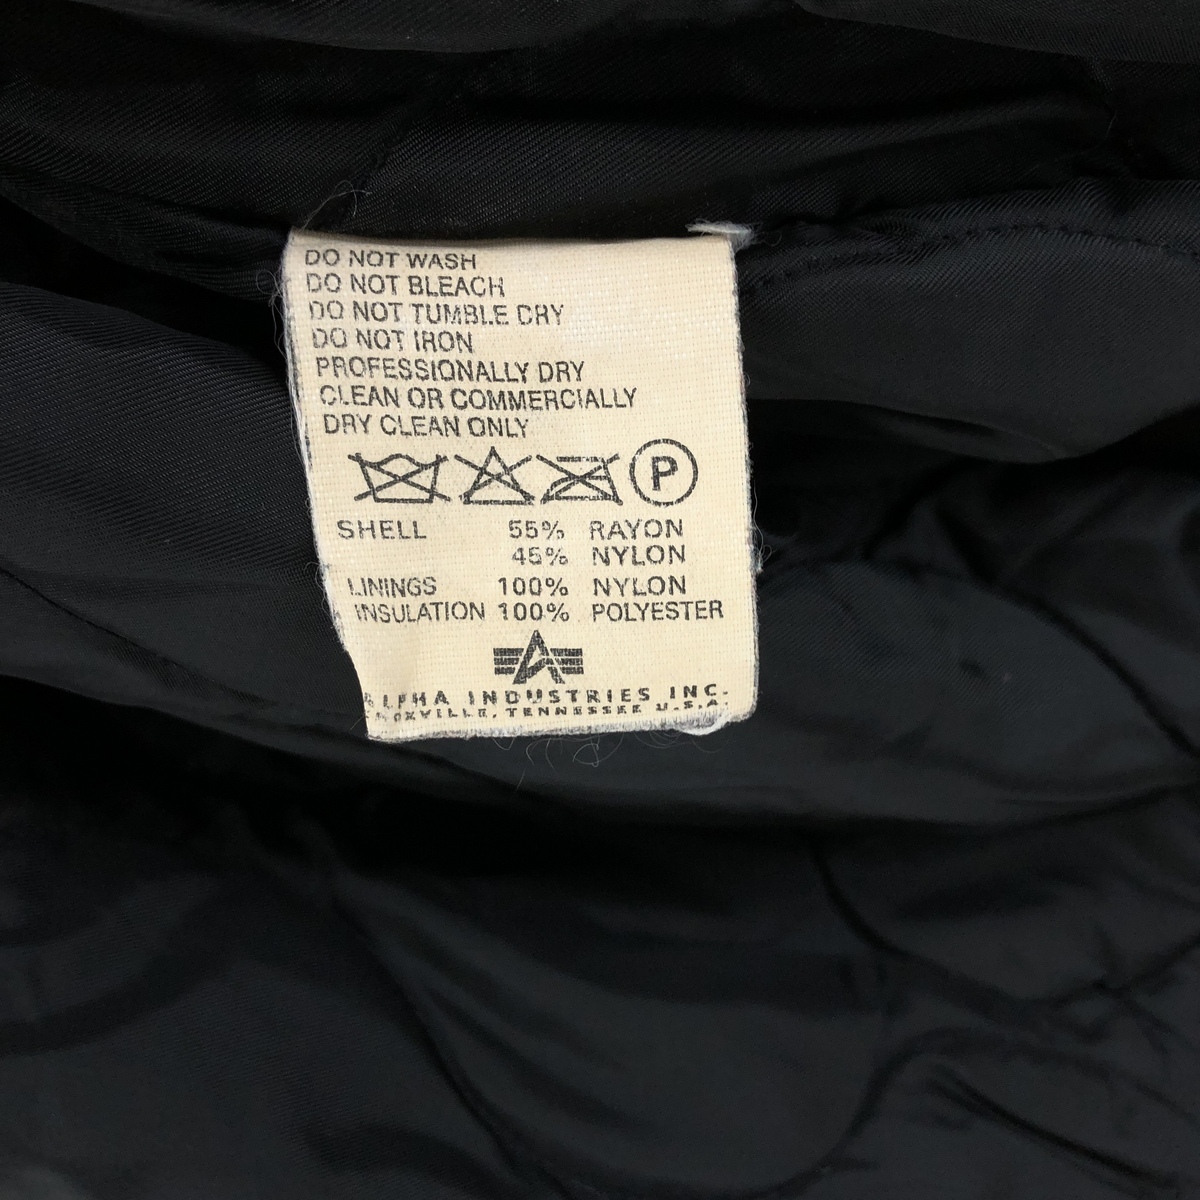 DO NOT WASH
DO NOT BLEACH
DO NOT TUMBLE DRY
DO NOT IRON
PROFESSIONALLY DRY
CLEAN OR COMMERCIALLY
DRY CLEAN ONLY
P
SHELL 55% RAYON
45% NYLON
LININGS 100% NYLON
INSULATION 100% POLYESTER
ALPHA INDUSTRIES INC.
KNOXVILLE, TENNESSEE U.S.A.